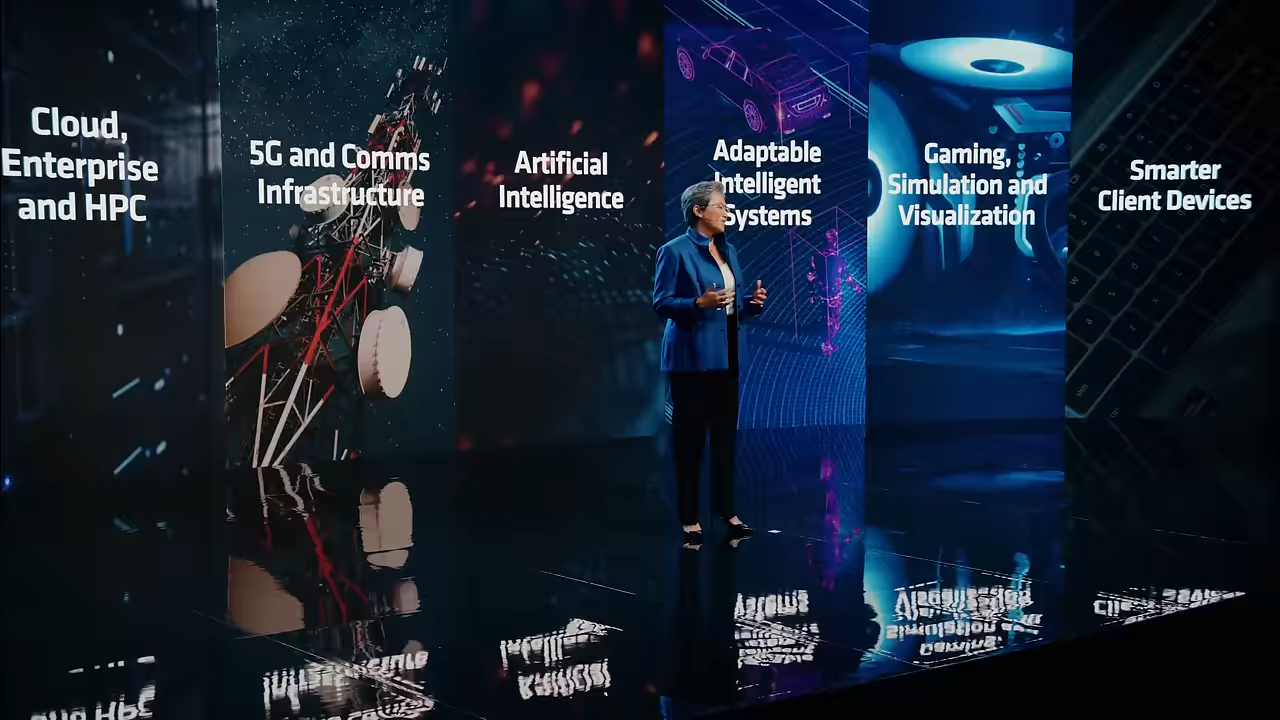 Cloud,
Enterprise
and HPC
5G and Comms
Infrastructure
Artificial
Intelligence
Adaptable
Intelligent
Systems
Gaming,
Simulation and
Visualization
Smarter
Client Devices